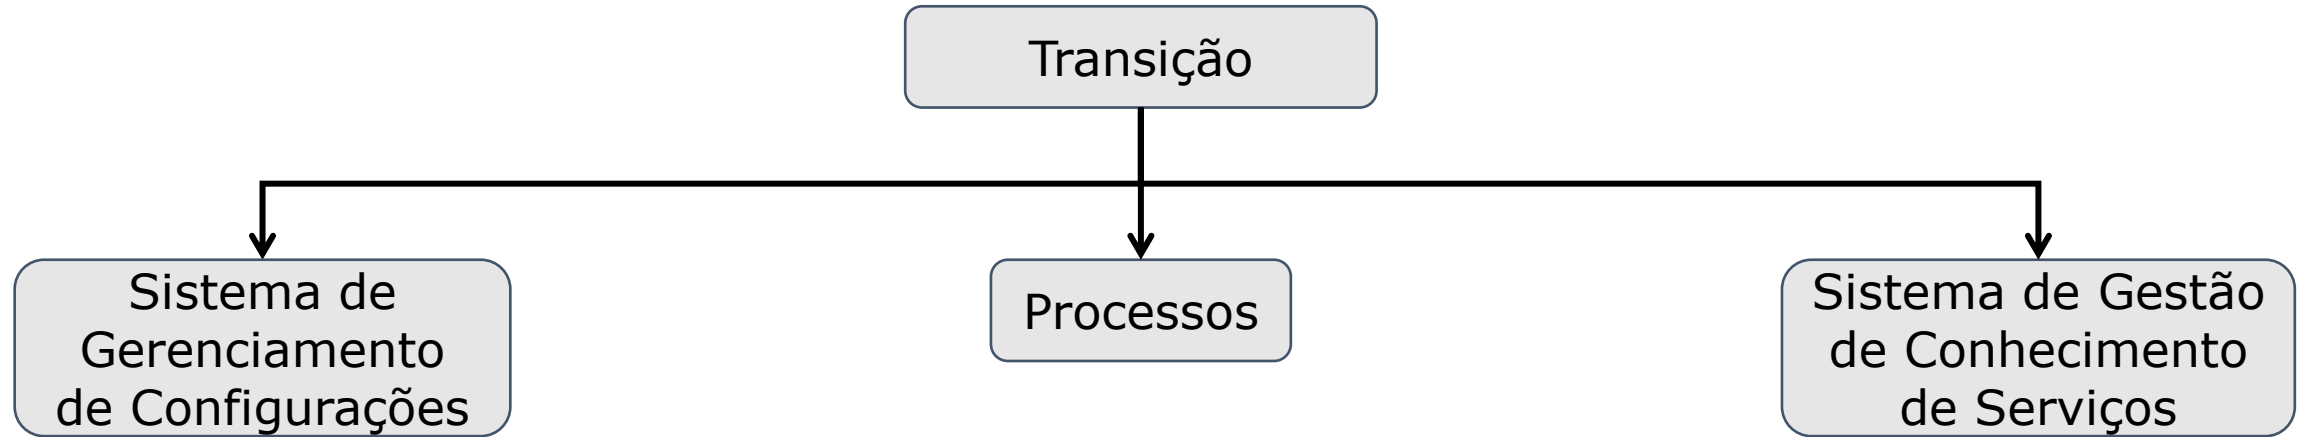 Transição
Sistema de
Gerenciamento
de Configurações
Processos
Sistema de Gestão
de Conhecimento
de Serviços